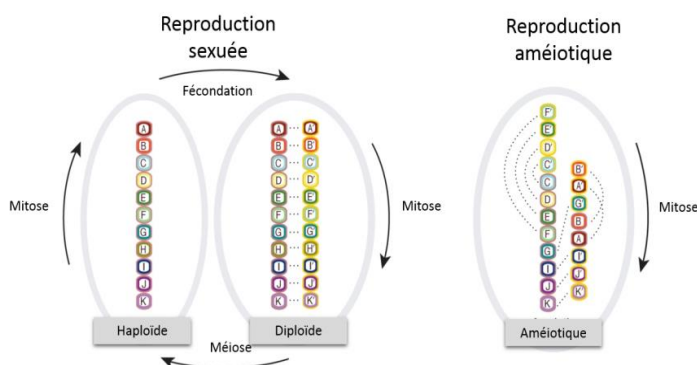 Reproduction
sexuée
Fécondation
Mitose
A
B
C
D
E
F
G
H
I
J
K
Haploïde
A A'
B B'
C C'
D D'
E E'
F F'
G G'
H H'
I I'
J J'
K K'
Diploïde
Mitose
Méiose
Reproduction
améiotique
F'
E'
D'
C'
C
D
E
F
G
I
J
K
B'
A'
G'
B
A
I'
J'
K'
Améiotique
Mitose